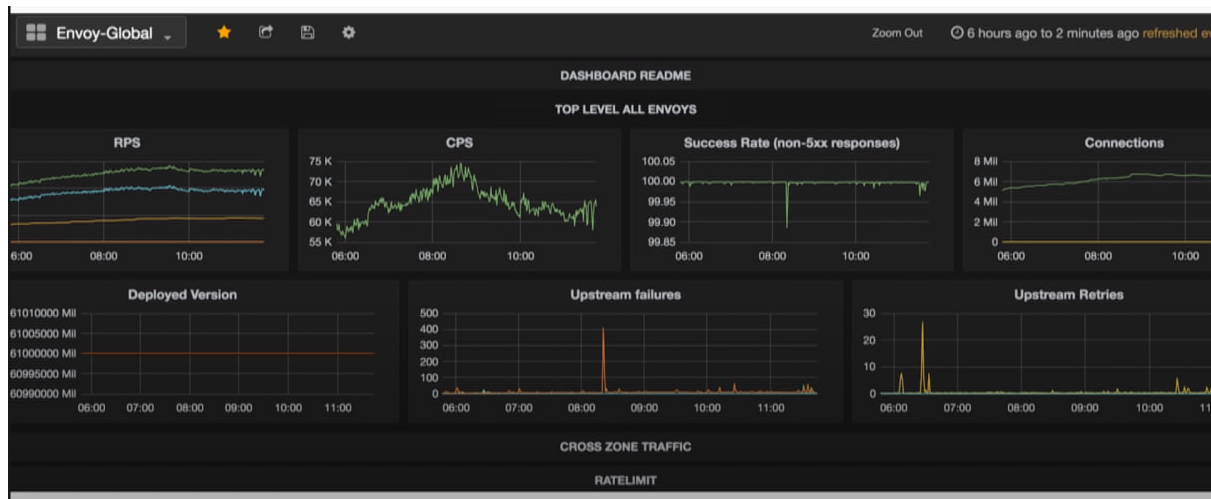 Envoy-Global
Zoom Out
6 hours ago to 2 minutes ago refreshed ev
DASHBOARD README
TOP LEVEL ALL ENVOYS
RPS
6:00 08:00 10:00
CPS
75 K
70 K
65 K
60 K
55 K
06:00 08:00 10:00
Success Rate (non-5xx responses)
100.05
100.00
99.95
99.90
99.85
06:00 08:00 10:00
Connections
8 Mil
6 Mil
4 Mil
2 Mil
0
06:00 08:00 10:00
Deployed Version
61010000 Mil
61005000 Mil
61000000 Mil
60995000 Mil
60990000 Mil
06:00 07:00 08:00 09:00 10:00 11:00
Upstream failures
500
400
300
200
100
0
06:00 07:00 08:00 09:00 10:00 11:00
Upstream Retries
30
20
10
0
06:00 07:00 08:00 09:00 10:00 11
CROSS ZONE TRAFFIC
RATELIMIT